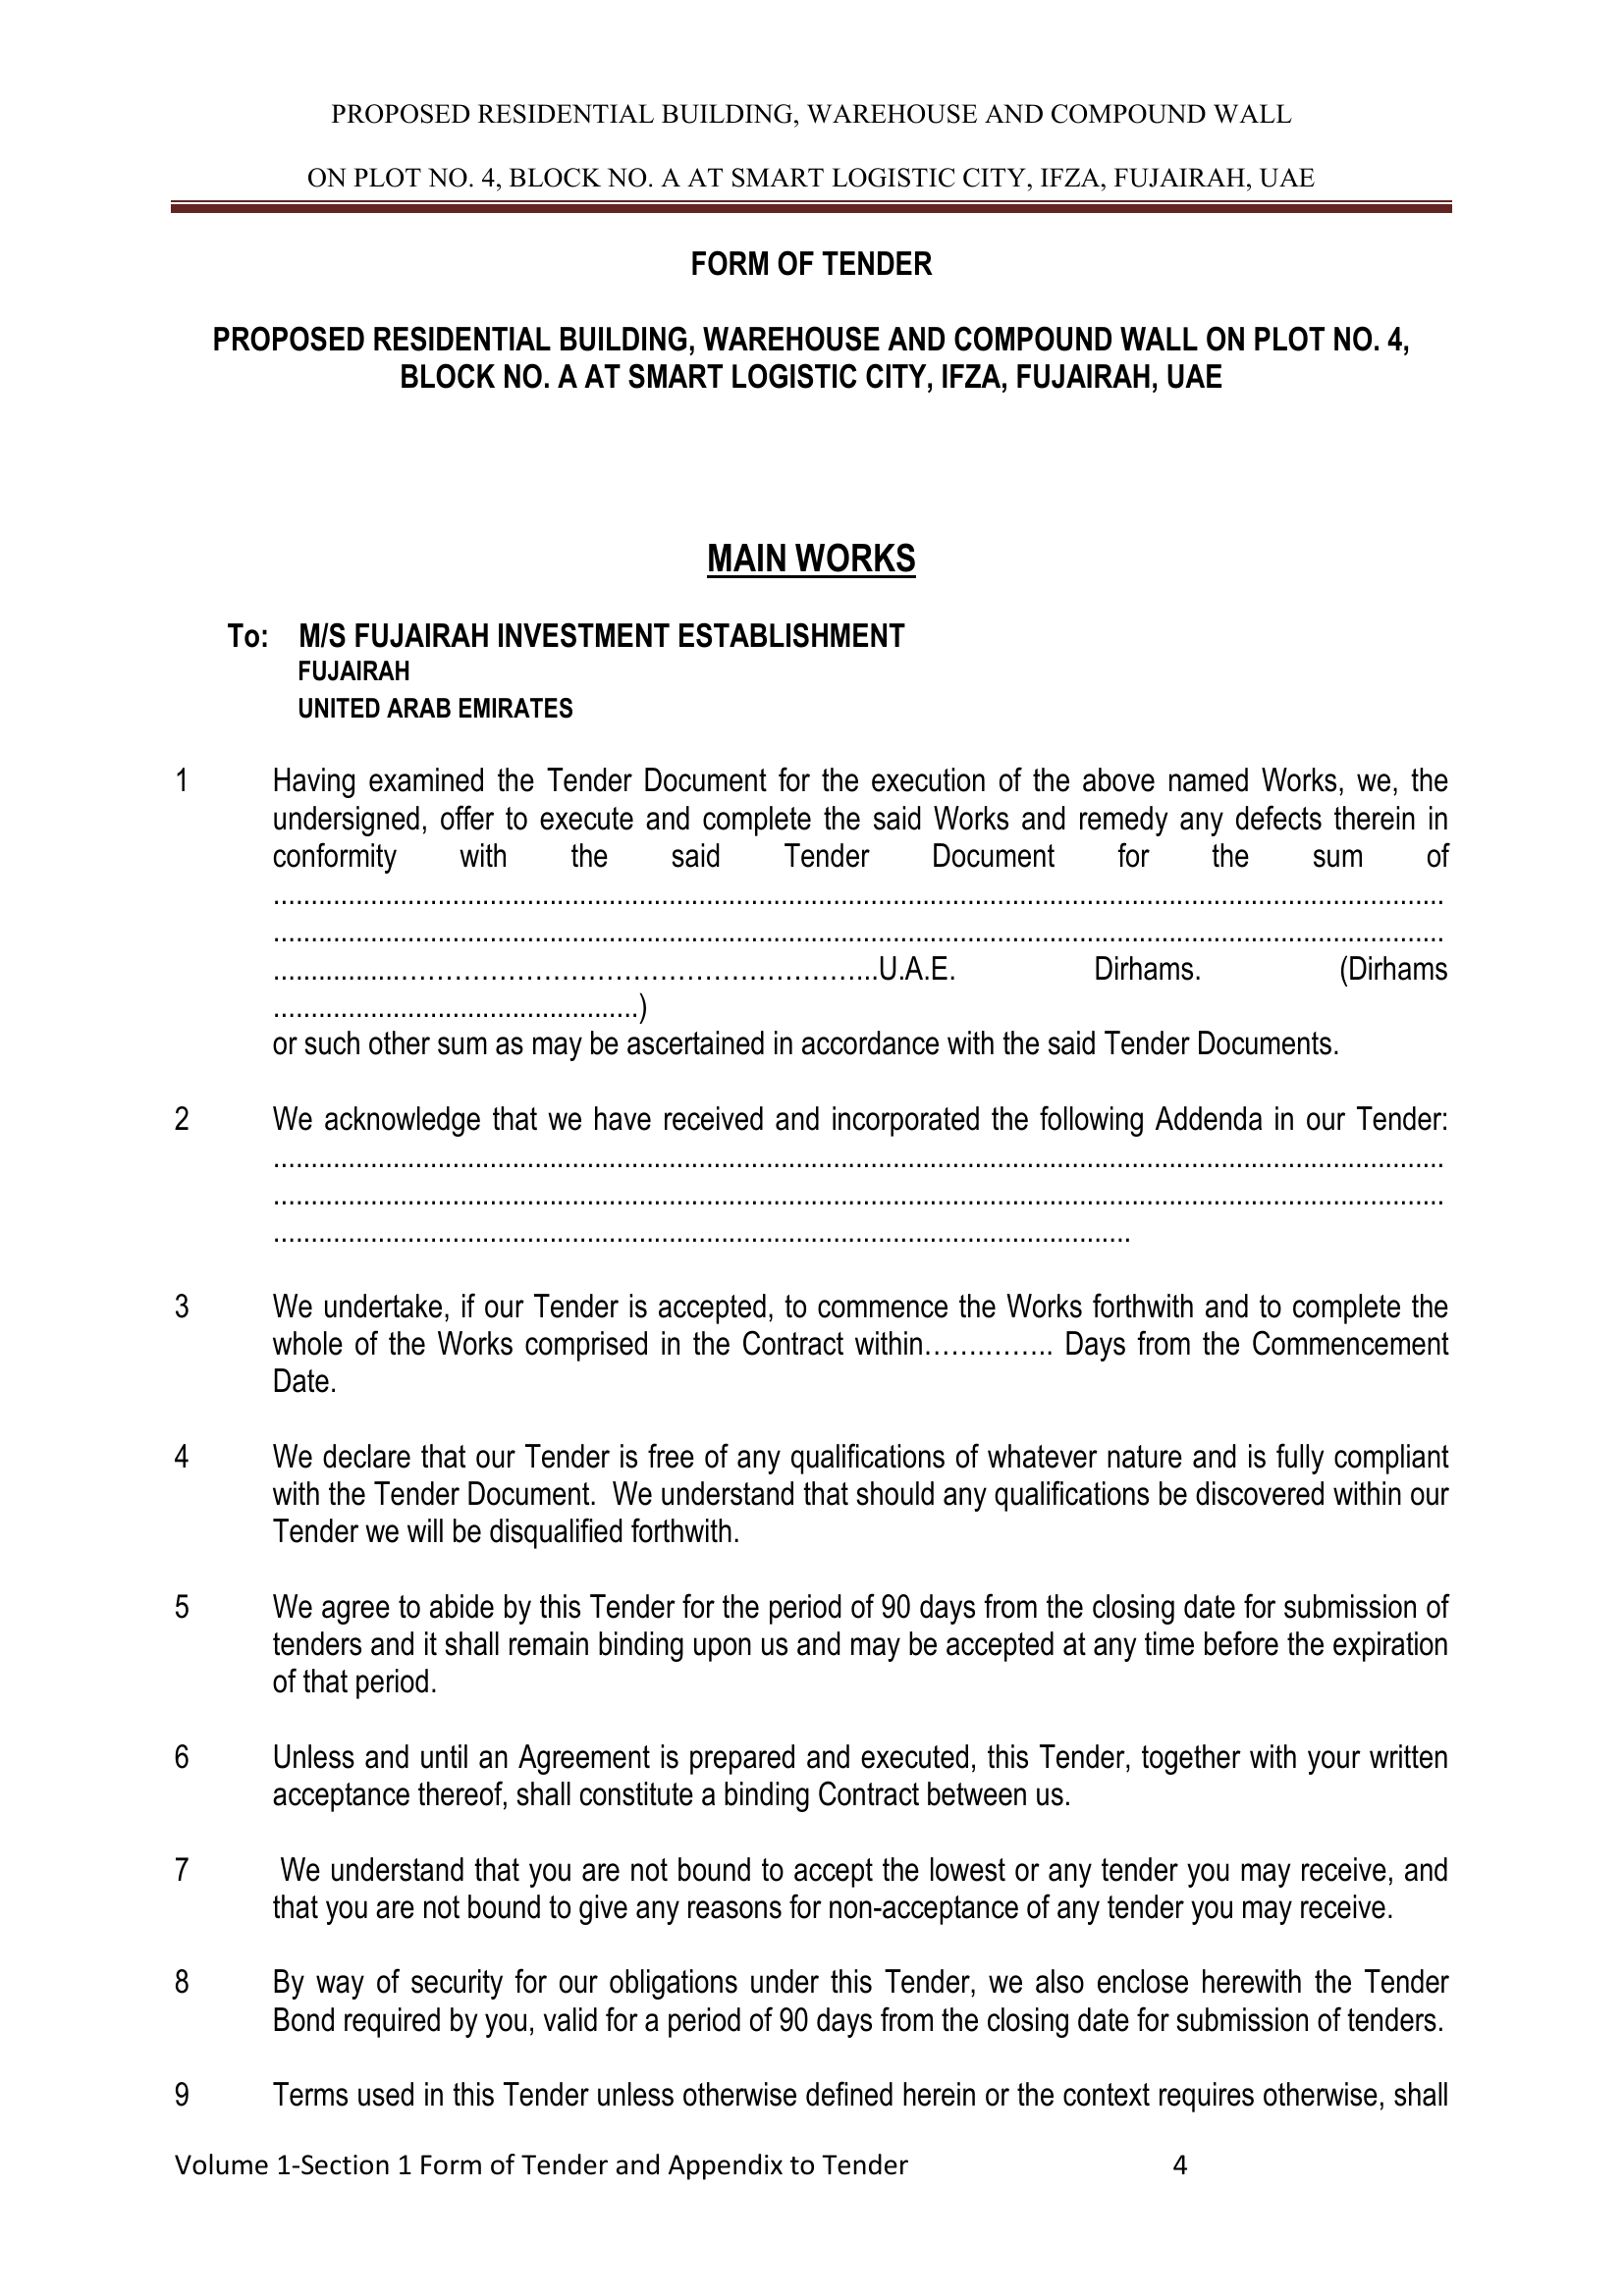 PROPOSED RESIDENTIAL BUILDING, WAREHOUSE AND COMPOUND WALL
ON PLOT NO. 4, BLOCK NO. A AT SMART LOGISTIC CITY, IFZA, FUJAIRAH, UAE
FORM OF TENDER
PROPOSED RESIDENTIAL BUILDING, WAREHOUSE AND COMPOUND WALL ON PLOT NO. 4,
BLOCK NO. A AT SMART LOGISTIC CITY, IFZA, FUJAIRAH, UAE
MAIN WORKS
To: M/S FUJAIRAH INVESTMENT ESTABLISHMENT
FUJAIRAH
UNITED ARAB EMIRATES
1 Having examined the Tender Document for the execution of the above named Works, we, the
undersigned, offer to execute and complete the said Works and remedy any defects therein in
conformity with the said Tender Document for the sum of
................................................................................................................................................................
................................................................................................................................................................
.................……………………………………………...U.A.E. Dirhams. (Dirhams
.................................................)
or such other sum as may be ascertained in accordance with the said Tender Documents.
2 We acknowledge that we have received and incorporated the following Addenda in our Tender:
................................................................................................................................................................
................................................................................................................................................................
.....................................................................................................................
3 We undertake, if our Tender is accepted, to commence the Works forthwith and to complete the
whole of the Works comprised in the Contract within…….…….. Days from the Commencement
Date.
4 We declare that our Tender is free of any qualifications of whatever nature and is fully compliant
with the Tender Document. We understand that should any qualifications be discovered within our
Tender we will be disqualified forthwith.
5 We agree to abide by this Tender for the period of 90 days from the closing date for submission of
tenders and it shall remain binding upon us and may be accepted at any time before the expiration
of that period.
6 Unless and until an Agreement is prepared and executed, this Tender, together with your written
acceptance thereof, shall constitute a binding Contract between us.
7 We understand that you are not bound to accept the lowest or any tender you may receive, and
that you are not bound to give any reasons for non-acceptance of any tender you may receive.
8 By way of security for our obligations under this Tender, we also enclose herewith the Tender
Bond required by you, valid for a period of 90 days from the closing date for submission of tenders.
9 Terms used in this Tender unless otherwise defined herein or the context requires otherwise, shall
Volume 1-Section 1 Form of Tender and Appendix to Tender 4